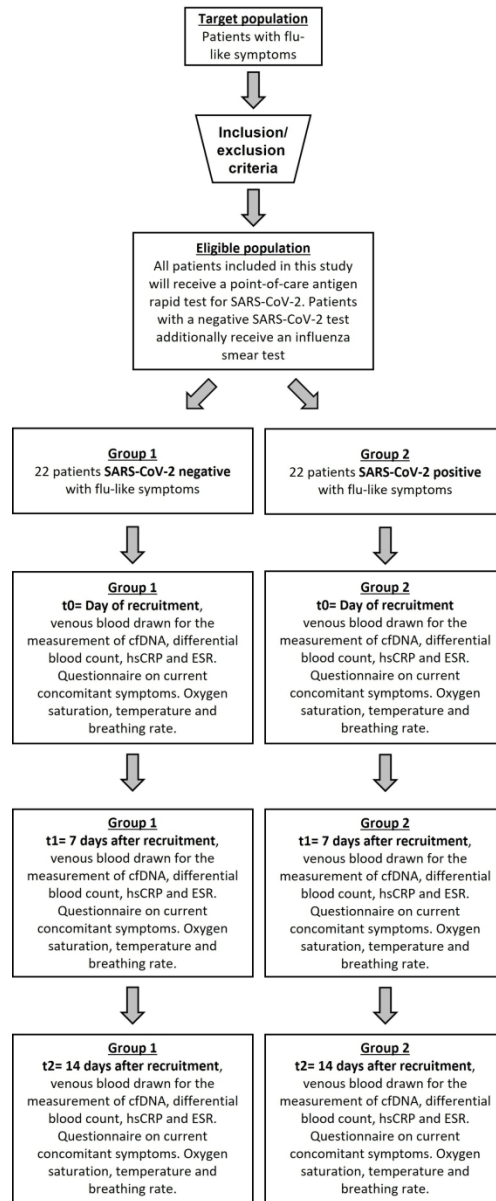 Target population
Patients with flu-
like symptoms
Inclusion/
exclusion
criteria
Eligible population
All patients included in this study
will receive a point-of-care antigen
rapid test for SARS-CoV-2. Patients
with a negative SARS-CoV-2 test
additionally receive an influenza
smear test
Group 1
22 patients SARS-CoV-2 negative
with flu-like symptoms
Group 2
22 patients SARS-CoV-2 positive
with flu-like symptoms
Group 1
t0= Day of recruitment,
venous blood drawn for the
measurement of cfDNA, differential
blood count, hsCRP and ESR.
Questionnaire on current
concomitant symptoms. Oxygen
saturation, temperature and
breathing rate.
Group 2
t0= Day of recruitment
venous blood drawn for the
measurement of cfDNA, differential
blood count, hsCRP and ESR.
Questionnaire on current
concomitant symptoms. Oxygen
saturation, temperature and
breathing rate.
Group 1
t1= 7 days after recruitment,
venous blood drawn for the
measurement of cfDNA, differential
blood count, hsCRP and ESR.
Questionnaire on current
concomitant symptoms. Oxygen
saturation, temperature and
breathing rate.
Group 2
t1= 7 days after recruitment,
venous blood drawn for the
measurement of cfDNA, differential
blood count, hsCRP and ESR.
Questionnaire on current
concomitant symptoms. Oxygen
saturation, temperature and
breathing rate.
Group 1
t2= 14 days after recruitment,
venous blood drawn for the
measurement of cfDNA, differential
blood count, hsCRP and ESR.
Questionnaire on current
concomitant symptoms. Oxygen
saturation, temperature and
breathing rate.
Group 2
t2= 14 days after recruitment,
venous blood drawn for the
measurement of cfDNA, differential
blood count, hsCRP and ESR.
Questionnaire on current
concomitant symptoms. Oxygen
saturation, temperature and
breathing rate.